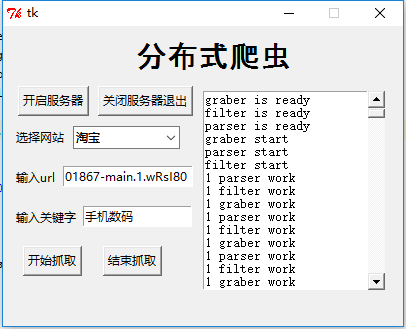 tk
分布式爬虫
开启服务器 关闭服务器退出
选择网站 淘宝
输入url 01867-main.1.wRsI80
输入关键字 手机数码
开始抓取 结束抓取
graber is ready
filter is ready
parser is ready
graber start
parser start
filter start
1 parser work
1 filter work
1 graber work
1 parser work
1 filter work
1 graber work
1 parser work
1 filter work
1 graber work